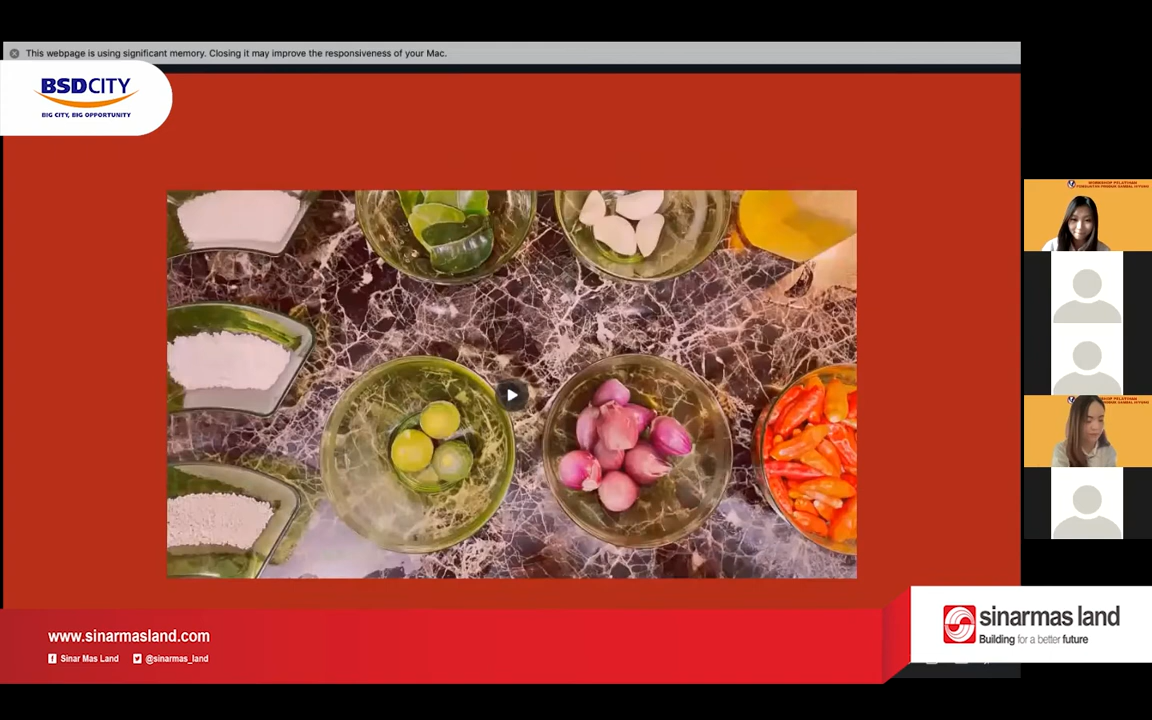 This webpage is using significant memory. Closing it may improve the responsiveness of your Mac.
BSDCITY
BIG CITY, BIG OPPORTUNITY
www.sinarmasland.com
Sinar Mas Land @sinarmas_land
sinarmas land
Building for a better future